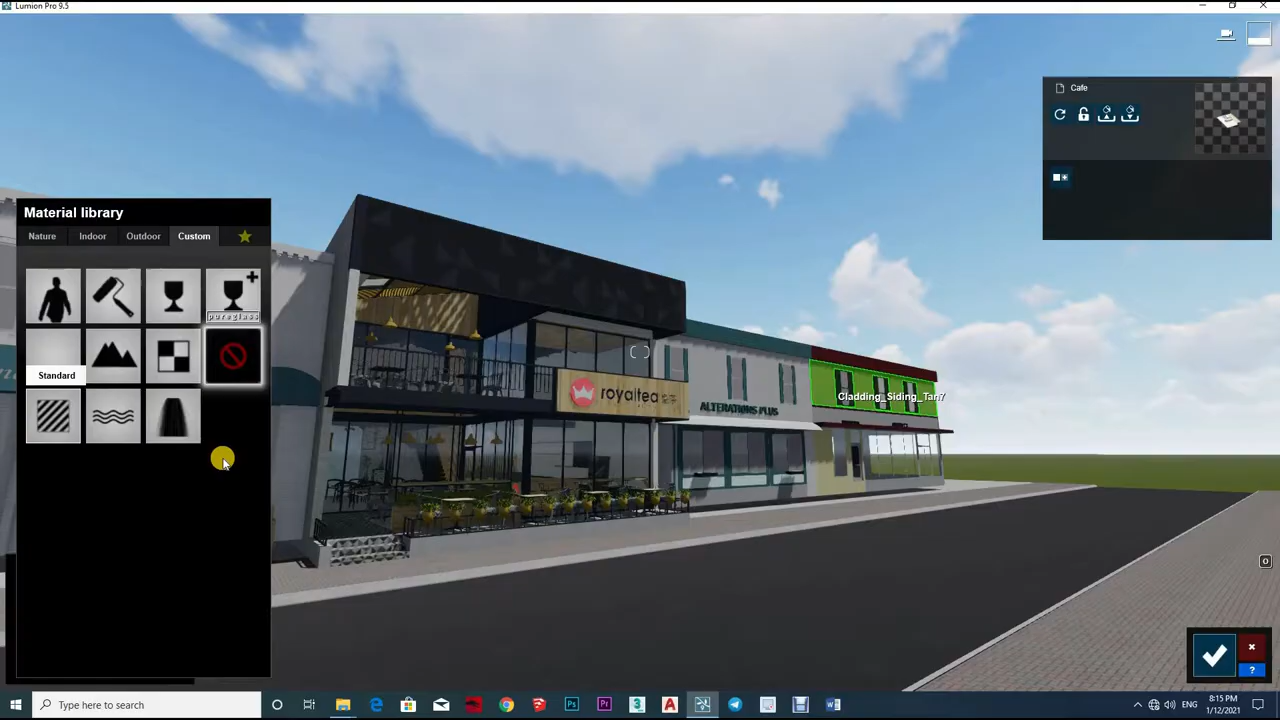 Lumion Pro 9.5
Cafe
Material library
Nature Indoor Outdoor Custom
pureglass
Standard
royaltea
ALTERATIONS PLUS
Cladding_Siding_Tan7
O
?
Type here to search
ENG
8:15 PM
1/12/2021